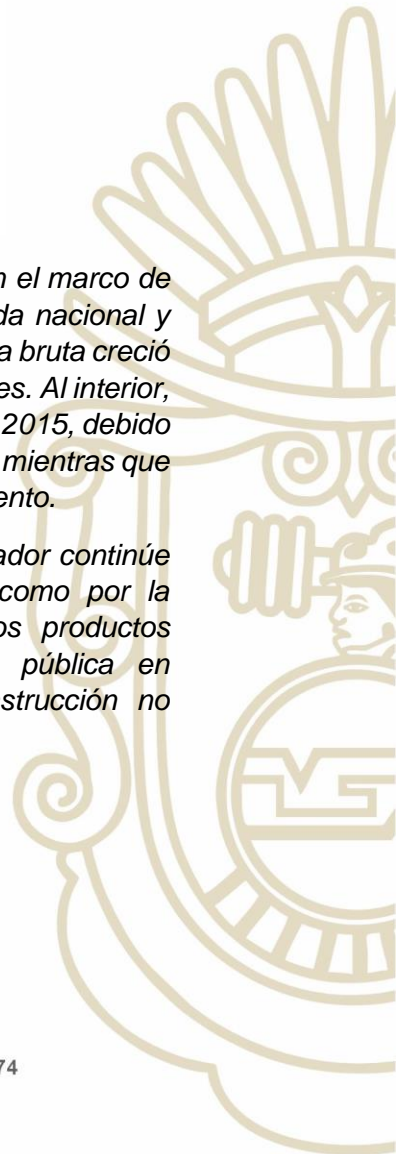 n el marco de
da nacional y
a bruta creció
es. Al interior,
2015, debido
mientras que
ento.
ador continúe
como por la
os productos
pública en
strucción no
74